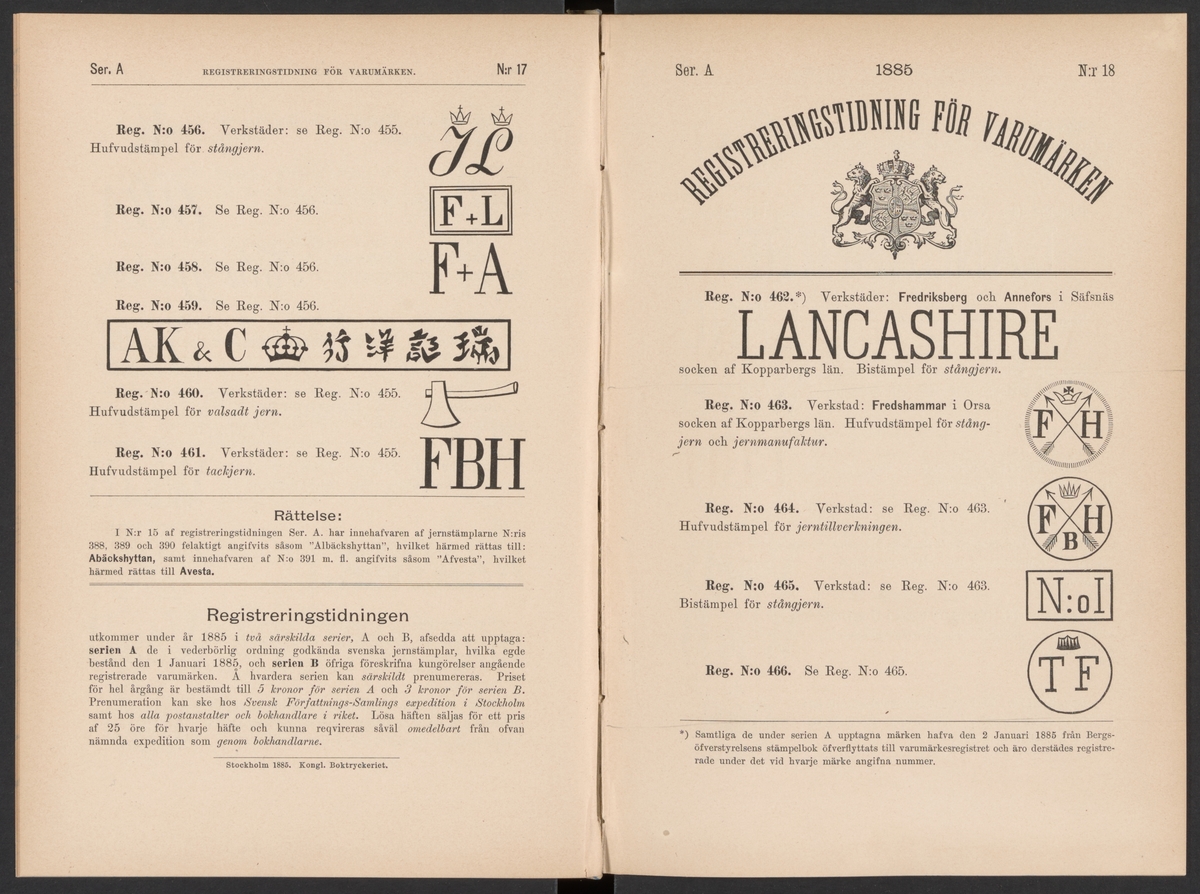 Ser. A REGISTRERINGSTIDNING FÖR VARUMÄRKEN. N:r 17
Reg. N:o 456. Verkstäder: se Reg. N:o 455.
Hufvudstämpel för stångjern.
JL
Reg. N:o 457. Se Reg. N:o 456.
F+L
Reg. N:o 458. Se Reg. N:o 456.
F+A
Reg. N:o 459. Se Reg. N:o 456.
AK & C 行 洋 記 瑞
Reg. N:o 460. Verkstäder: se Reg. N:o 455.
Hufvudstämpel för valsadt jern.
Reg. N:o 461. Verkstäder: se Reg. N:o 455.
Hufvudstämpel för tackjern.
FBH
Rättelse:
I N:r 15 af registreringstidningen Ser. A. har innehafvaren af jernstämplarne N:ris
388, 389 och 390 felaktigt angifvits såsom "Albäckshyttan", hvilket härmed rättas till:
Abäckshyttan, samt innehafvaren af N:o 391 m. fl. angifvits såsom "Afvesta", hvilket
härmed rättas till Avesta.
Registreringstidningen
utkommer under år 1885 i två särskilda serier, A och B, afsedda att upptaga:
serien A de i vederbörlig ordning godkända svenska jernstämplar, hvilka egde
bestånd den 1 Januari 1885, och serien B öfriga föreskrifna kungörelser angående
registrerade varumärken. Å hvardera serien kan särskildt prenumereras. Priset
för hel årgång är bestämdt till 5 kronor för serien A och 3 kronor för serien B.
Prenumeration kan ske hos Svensk Författnings-Samlings expedition i Stockholm
samt hos alla postanstalter och bokhandlare i riket. Lösa häften säljas för ett pris
af 25 öre för hvarje häfte och kunna reqvireras såväl omedelbart från ofvan
nämnda expedition som genom bokhandlarne.
Stockholm 1885. Kongl. Boktryckeriet.
Ser. A 1885 N:r 18
REGISTRERINGSTIDNING FÖR VARUMÄRKEN
Reg. N:o 462.*) Verkstäder: Fredriksberg och Annefors i Säfsnäs
LANCASHIRE
socken af Kopparbergs län. Bistämpel för stångjern.
Reg. N:o 463. Verkstad: Fredshammar i Orsa
socken af Kopparbergs län. Hufvudstämpel för stång-
jern och jernmanufaktur.
F H
Reg. N:o 464. Verkstad: se Reg. N:o 463.
Hufvudstämpel för jerntillverkningen.
F H
B
Reg. N:o 465. Verkstad: se Reg. N:o 463.
Bistämpel för stångjern.
N:o I
Reg. N:o 466. Se Reg. N:o 465.
T F
*) Samtliga de under serien A upptagna märken hafva den 2 Januari 1885 från Bergs-
öfverstyrelsens stämpelbok öfverflyttats till varumärkesregistret och äro derstädes registre-
rade under det vid hvarje märke angifna nummer.